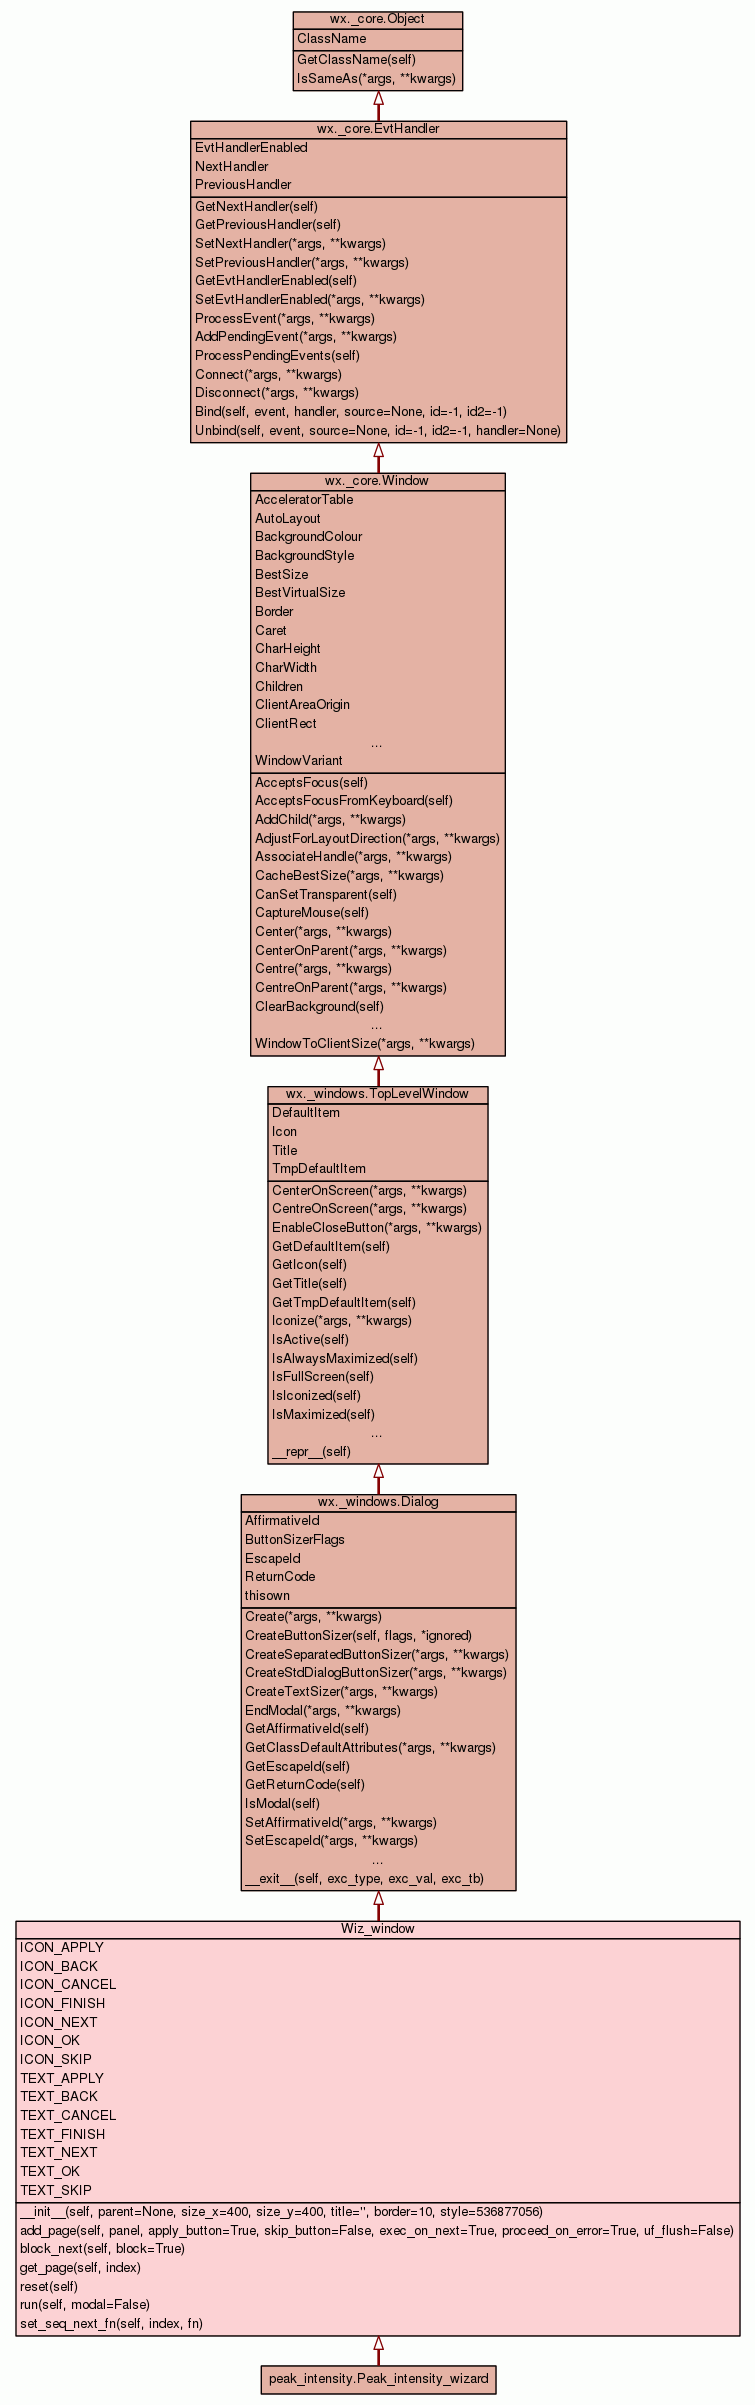 wx._core.Object
ClassName
GetClassName(self)
IsSameAs(*args, **kwargs)
wx._core.EvtHandler
EvtHandlerEnabled
NextHandler
PreviousHandler
GetNextHandler(self)
GetPreviousHandler(self)
SetNextHandler(*args, **kwargs)
SetPreviousHandler(*args, **kwargs)
GetEvtHandlerEnabled(self)
SetEvtHandlerEnabled(*args, **kwargs)
ProcessEvent(*args, **kwargs)
AddPendingEvent(*args, **kwargs)
ProcessPendingEvents(self)
Connect(*args, **kwargs)
Disconnect(*args, **kwargs)
Bind(self, event, handler, source=None, id=-1, id2=-1)
Unbind(self, event, source=None, id=-1, id2=-1, handler=None)
wx._core.Window
AcceleratorTable
AutoLayout
BackgroundColour
BackgroundStyle
BestSize
BestVirtualSize
Border
Caret
CharHeight
CharWidth
Children
ClientAreaOrigin
ClientRect
...
WindowVariant
AcceptsFocus(self)
AcceptsFocusFromKeyboard(self)
AddChild(*args, **kwargs)
AdjustForLayoutDirection(*args, **kwargs)
AssociateHandle(*args, **kwargs)
CacheBestSize(*args, **kwargs)
CanSetTransparent(self)
CaptureMouse(self)
Center(*args, **kwargs)
CenterOnParent(*args, **kwargs)
Centre(*args, **kwargs)
CentreOnParent(*args, **kwargs)
ClearBackground(self)
...
WindowToClientSize(*args, **kwargs)
wx._windows.TopLevelWindow
DefaultItem
Icon
Title
TmpDefaultItem
CenterOnScreen(*args, **kwargs)
CentreOnScreen(*args, **kwargs)
EnableCloseButton(*args, **kwargs)
GetDefaultItem(self)
GetIcon(self)
GetTitle(self)
GetTmpDefaultItem(self)
Iconize(*args, **kwargs)
IsActive(self)
IsAlwaysMaximized(self)
IsFullScreen(self)
IsIconized(self)
IsMaximized(self)
...
__repr__(self)
wx._windows.Dialog
AffirmativeId
ButtonSizerFlags
EscapeId
ReturnCode
thisown
Create(*args, **kwargs)
CreateButtonSizer(self, flags, *ignored)
CreateSeparatedButtonSizer(*args, **kwargs)
CreateStdDialogButtonSizer(*args, **kwargs)
CreateTextSizer(*args, **kwargs)
EndModal(*args, **kwargs)
GetAffirmativeId(self)
GetClassDefaultAttributes(*args, **kwargs)
GetEscapeId(self)
GetReturnCode(self)
IsModal(self)
SetAffirmativeId(*args, **kwargs)
SetEscapeId(*args, **kwargs)
...
__exit__(self, exc_type, exc_val, exc_tb)
Wiz_window
ICON_APPLY
ICON_BACK
ICON_CANCEL
ICON_FINISH
ICON_NEXT
ICON_OK
ICON_SKIP
TEXT_APPLY
TEXT_BACK
TEXT_CANCEL
TEXT_FINISH
TEXT_NEXT
TEXT_OK
TEXT_SKIP
__init__(self, parent=None, size_x=400, size_y=400, title='', border=10, style=536877056)
add_page(self, panel, apply_button=True, skip_button=False, exec_on_next=True, proceed_on_error=True, uf_flush=False)
block_next(self, block=True)
get_page(self, index)
reset(self)
run(self, modal=False)
set_seq_next_fn(self, index, fn)
peak_intensity.Peak_intensity_wizard